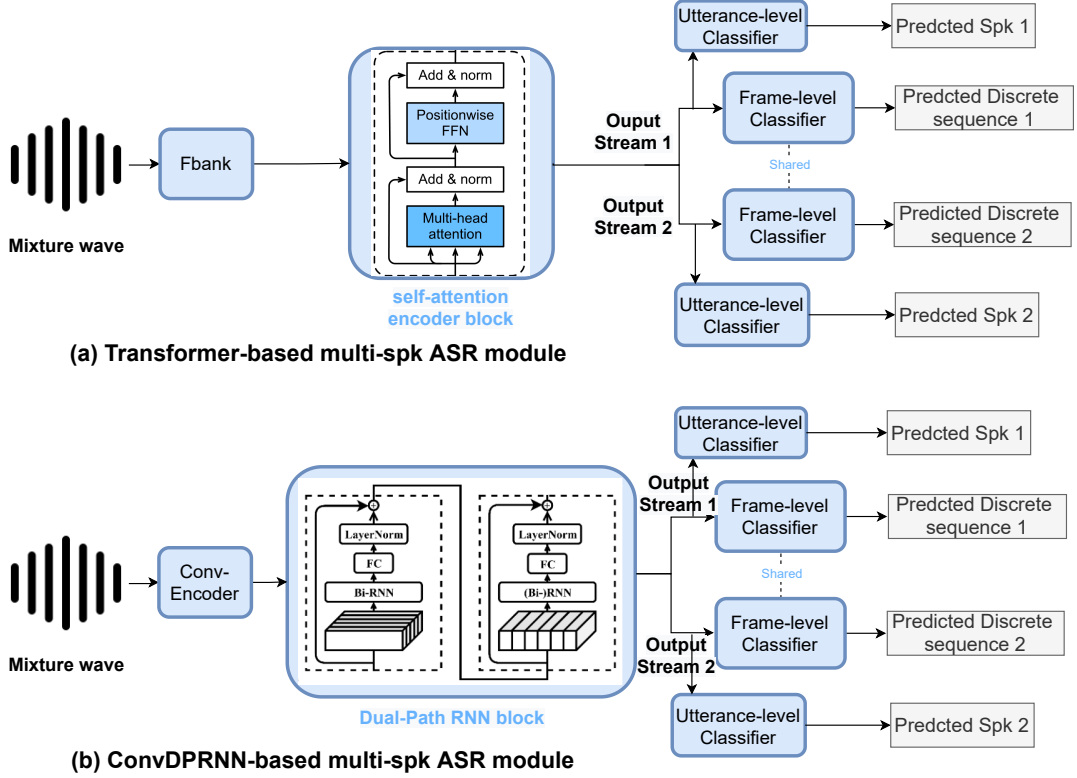 Utterance-level
Classifier
Predcted Spk 1
Add & norm
Positionwise
FFN
Add & norm
Multi-head
attention
Fbank
Mixture wave
self-attention
encoder block
Ouput
Stream 1
Frame-level
Classifier
Predcted Discrete
sequence 1
Shared
Output
Stream 2
Frame-level
Classifier
Predicted Discrete
sequence 2
Utterance-level
Classifier
Predcted Spk 2
(a) Transformer-based multi-spk ASR module
Utterance-level
Classifier
Predcted Spk 1
Output
Stream 1
Frame-level
Classifier
Predcted Discrete
sequence 1
LayerNorm
FC
Bi-RNN
LayerNorm
FC
(Bi-)RNN
Conv-
Encoder
Mixture wave
Shared
Frame-level
Classifier
Predicted Discrete
sequence 2
Output
Stream 2
Dual-Path RNN block
Utterance-level
Classifier
Predcted Spk 2
(b) ConvDPRNN-based multi-spk ASR module